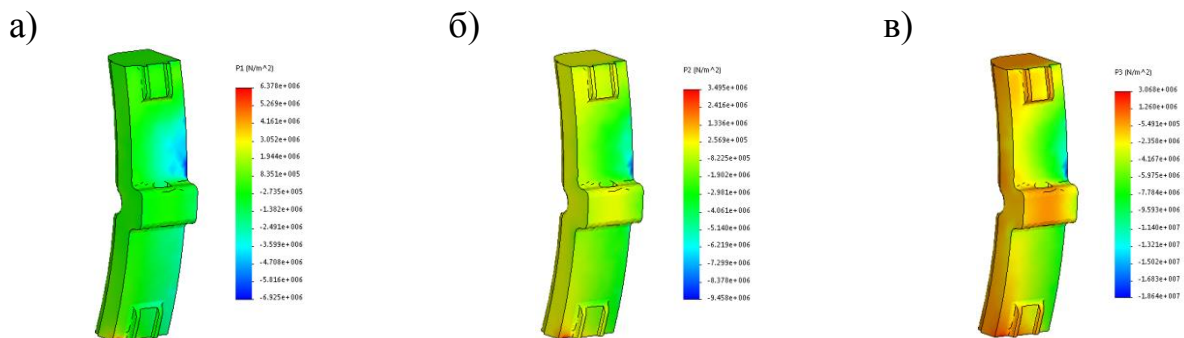 а)
P1 (N/m^2)
6.378e+006
5.269e+006
4.161e+006
3.052e+006
1.944e+006
8.351e+005
-2.735e+005
-1.382e+006
-2.491e+006
-3.599e+006
-4.708e+006
-5.816e+006
-6.925e+006
б)
P2 (N/m^2)
3.495e+006
2.416e+006
1.336e+006
2.569e+005
-8.225e+005
-1.902e+006
-2.981e+006
-4.061e+006
-5.140e+006
-6.219e+006
-7.299e+006
-8.378e+006
-9.458e+006
в)
P3 (N/m^2)
3.068e+006
1.260e+006
-5.491e+005
-2.358e+006
-4.167e+006
-5.975e+006
-7.784e+006
-9.593e+006
-1.140e+007
-1.321e+007
-1.502e+007
-1.683e+007
-1.864e+007